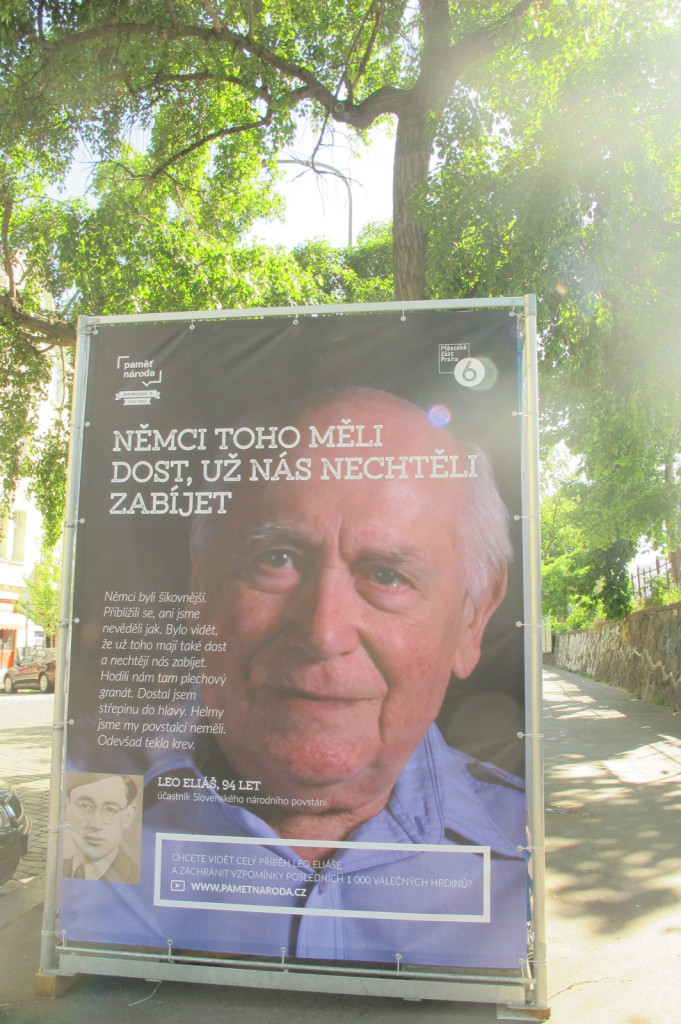 paměť
národa
Městská
část
Praha
6
NĚMCI TOHO MĚLI
DOST, UŽ NÁS NECHTĚLI
ZABÍJET
Němci byli šikovnější.
Přiblížili se, ani jsme
nevěděli jak. Bylo vidět,
že už toho mají také dost
a nechtějí nás zabíjet.
Hodili nám tam plechový
granát. Dostal jsem
střepinu do hlavy. Helmy
jsme my povstalci neměli.
Odevšad tekla krev.
LEO ELIÁŠ, 94 LET
účastník Slovenského národního povstání
CHCETE VIDĚT CELÝ PŘÍBĚH LEO ELIÁŠE
A ZACHRÁNIT VZPOMÍNKY POSLEDNÍCH 1 000 VÁLEČNÝCH HRDINŮ?
WWW.PAMETNARODA.CZ